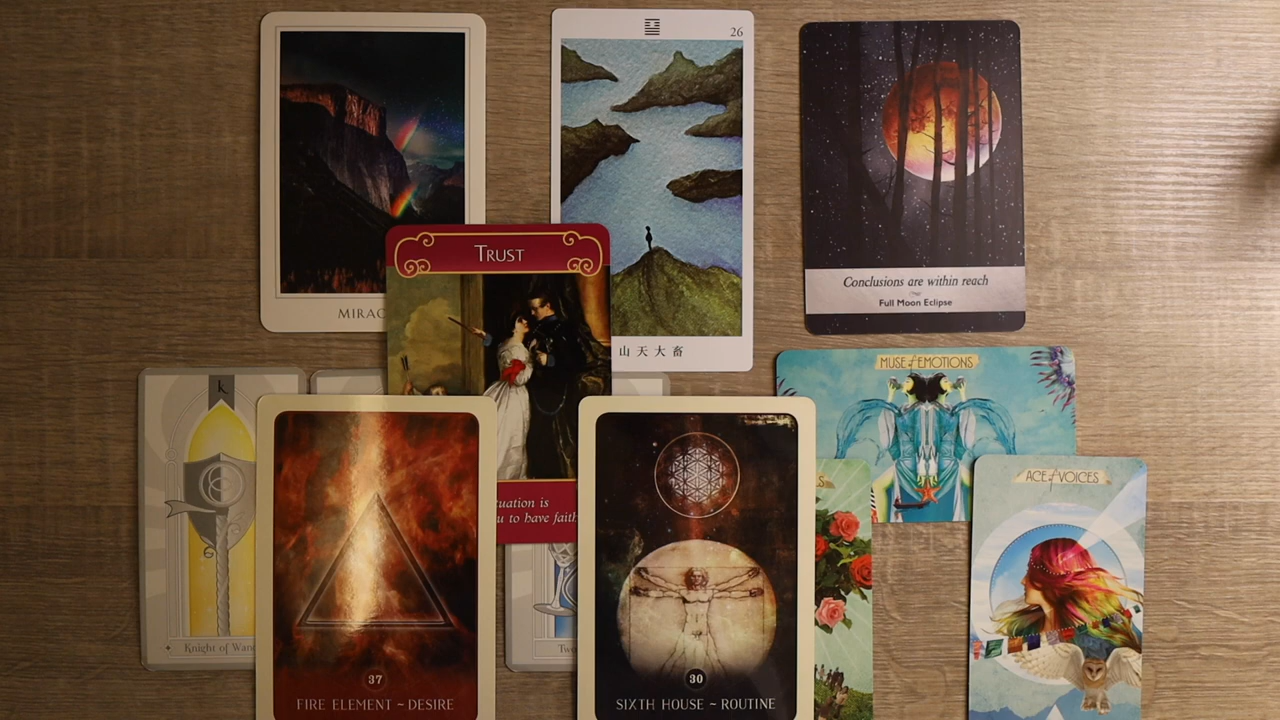 26
MIRAC
山天大畜
Conclusions are within reach
Full Moon Eclipse
TRUST
uation is
u to have faith
MUSE of EMOTIONS
K
Knight of Wan
37
FIRE ELEMENT ~ DESIRE
Two
30
SIXTH HOUSE ~ ROUTINE
S
ACE of VOICES